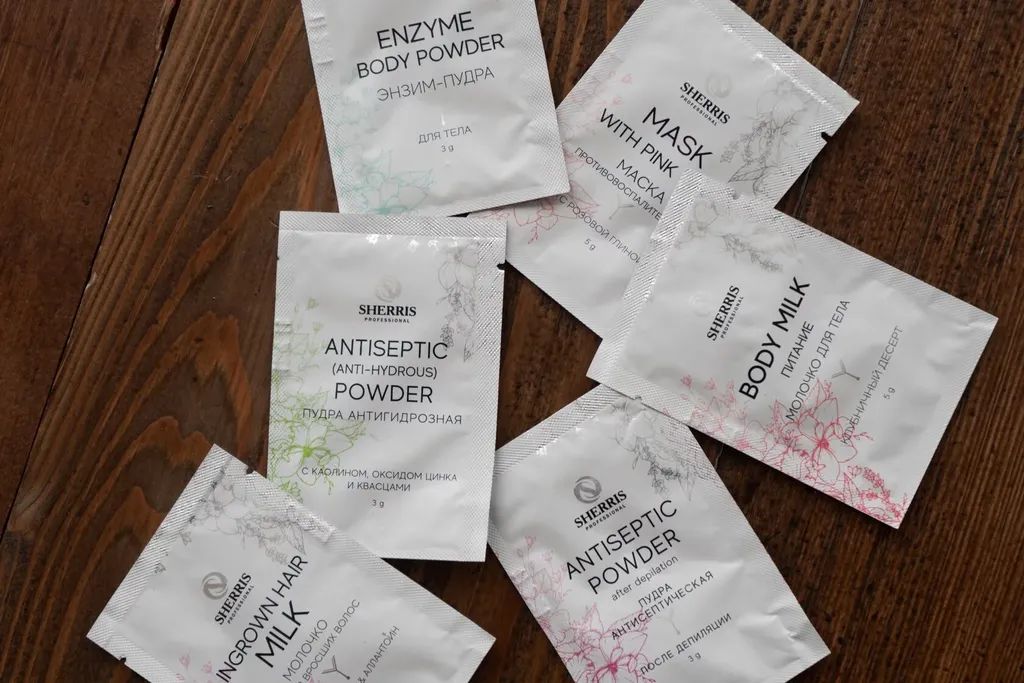 ENZYME
BODY POWDER
ЭНЗИМ-ПУДРА
ДЛЯ ТЕЛА
3 g
SHERRIS
PROFESSIONAL
MASK
WITH PINK
МАСКА
С РОЗОВОЙ
5 g
SHERRIS
PROFESSIONAL
BODY MILK
ПИТАНИЕ
МОЛОЧКО ДЛЯ ТЕЛА
КЛУБНИЧНЫЙ ДЕСЕРТ
5 g
SHERRIS
PROFESSIONAL
ANTISEPTIC
(ANTI-HYDROUS)
POWDER
ПУДРА АНТИГИДРОЗНАЯ
С КАОЛИНОМ, ОКСИДОМ ЦИНКА
И КВАСЦАМИ
3 g
SHERRIS
PROFESSIONAL
ANTISEPTIC
POWDER
after depilation
ПУДРА
АНТИСЕПТИЧЕСКАЯ
ПОСЛЕ ДЕПИЛЯЦИИ
3 g
SHERRIS
PROFESSIONAL
INGROWN HAIR
MILK
МОЛОЧКО
ВРОСШИХ ВОЛОС
& АЛЛАНТОИН